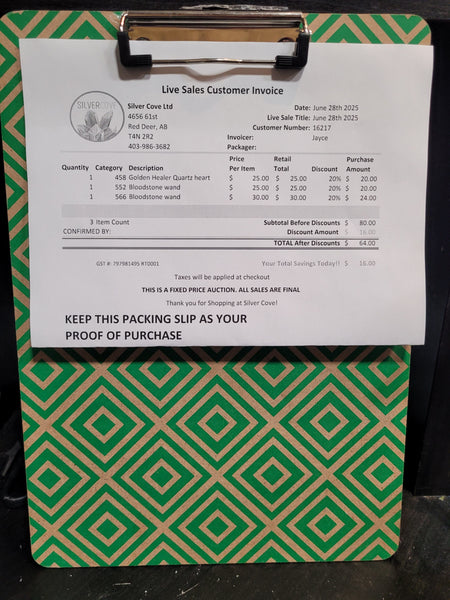 Live Sales Customer Invoice
SILVERCOVE
Silver Cove Ltd
Date: June 28th 2025
4656 61st
Live Sale Title: June 28th 2025
Red Deer, AB
Customer Number: 16217
T4N 2R2
Invoicer: Jayce
403-986-3682
Packager:
Quantity Category Description Price Per Item Retail Total Discount Purchase Amount
1 458 Golden Healer Quartz heart $ 25.00 $ 25.00 20% $ 20.00
1 552 Bloodstone wand $ 25.00 $ 25.00 20% $ 20.00
1 566 Bloodstone wand $ 30.00 $ 30.00 20% $ 24.00
3 Item Count Subtotal Before Discounts $ 80.00
CONFIRMED BY: Discount Amount $ 16.00
TOTAL After Discounts $ 64.00
GST #: 797981495 RT0001 Your Total Savings Today!! $ 16.00
Taxes will be applied at checkout
THIS IS A FIXED PRICE AUCTION. ALL SALES ARE FINAL
Thank you for Shopping at Silver Cove!
KEEP THIS PACKING SLIP AS YOUR
PROOF OF PURCHASE